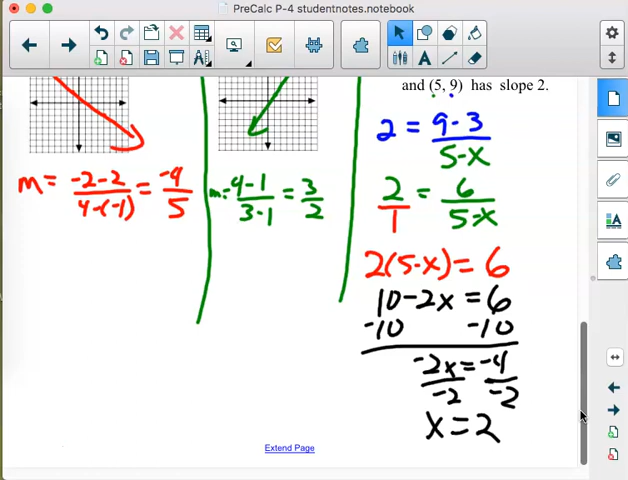 PreCalc P-4 studentnotes.notebook
and (5, 9) has slope 2.
m= -2-2/4-(-1) = -4/5
m= 4-1/3-1 = 3/2
2 = 9-3/5-x
2/1 = 6/5-x
2(5-x)=6
10-2x=6
-10 -10
-2x=-4
-2 -2
x=2
Extend Page